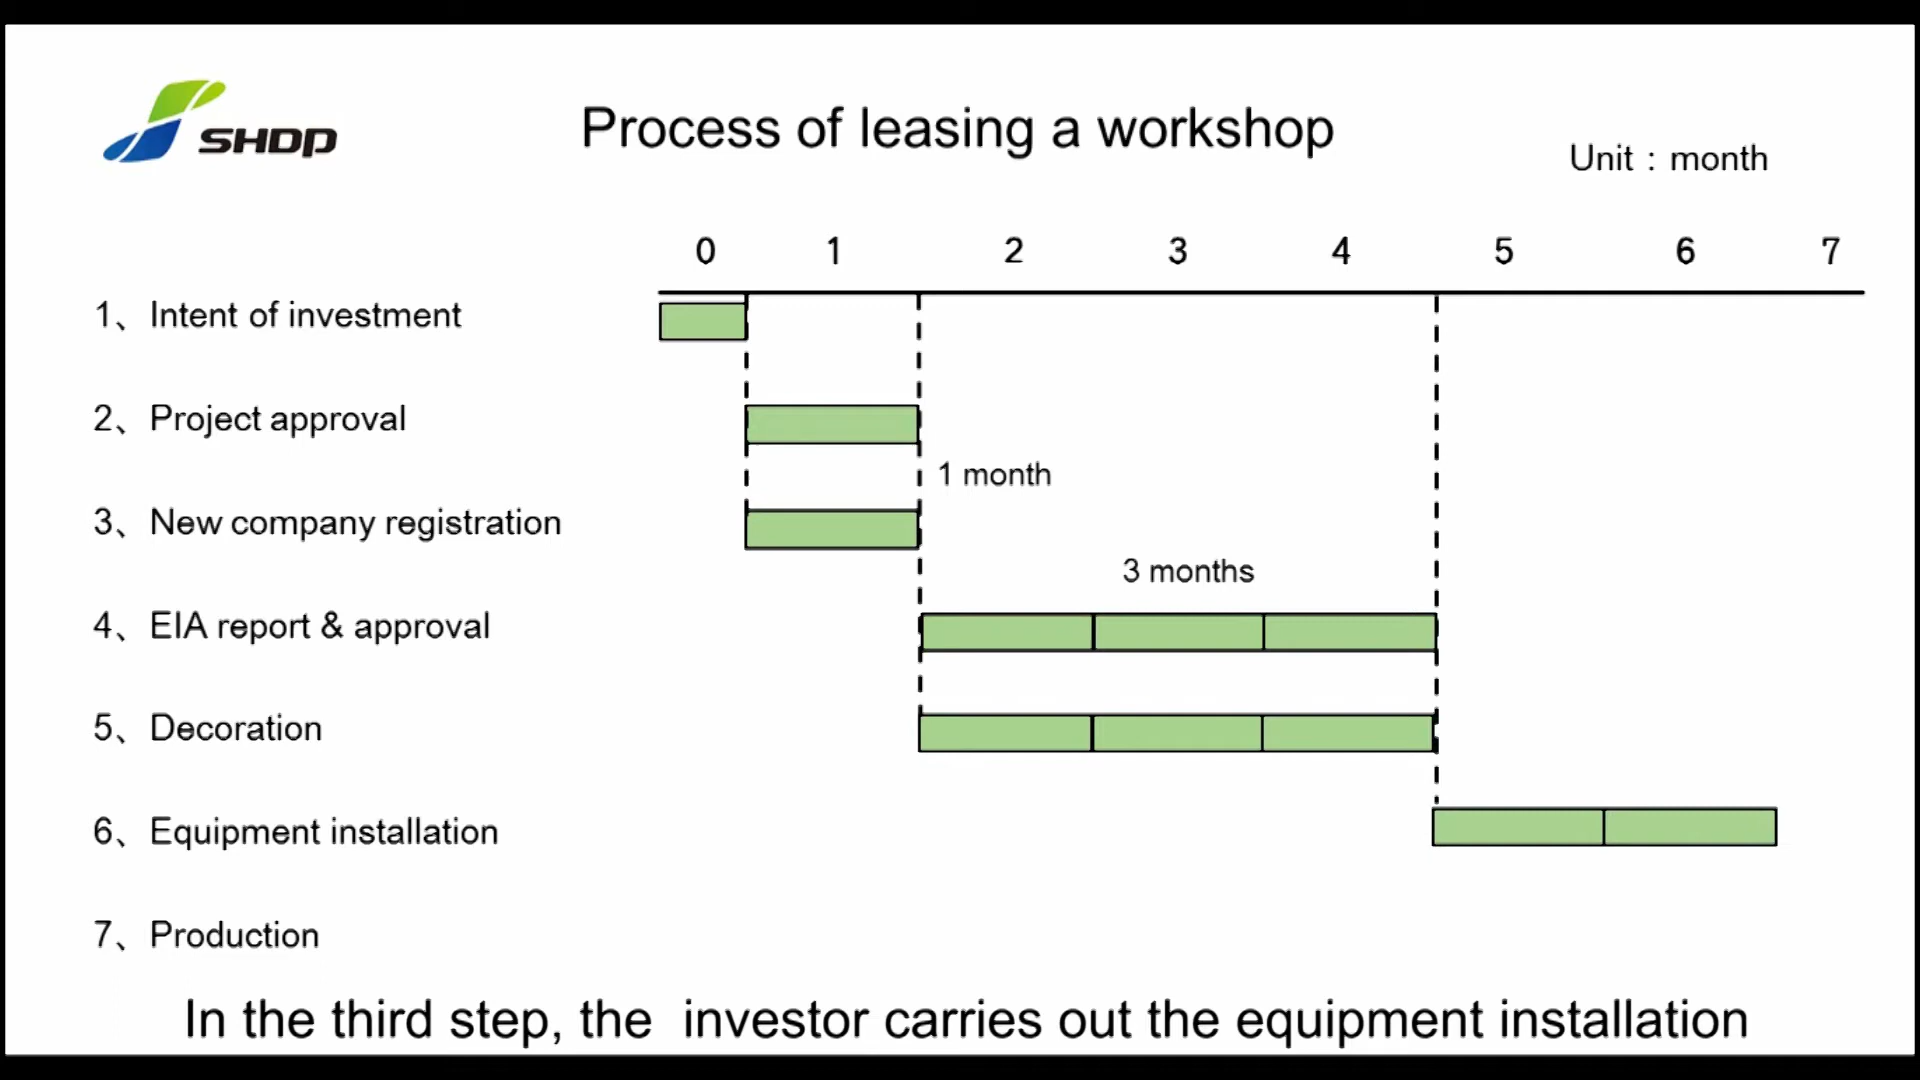 SHDP
Process of leasing a workshop
Unit：month
0 1 2 3 4 5 6 7
1、Intent of investment
2、Project approval
1 month
3、New company registration
3 months
4、EIA report & approval
5、Decoration
6、Equipment installation
7、Production
In the third step, the  investor carries out the equipment installation